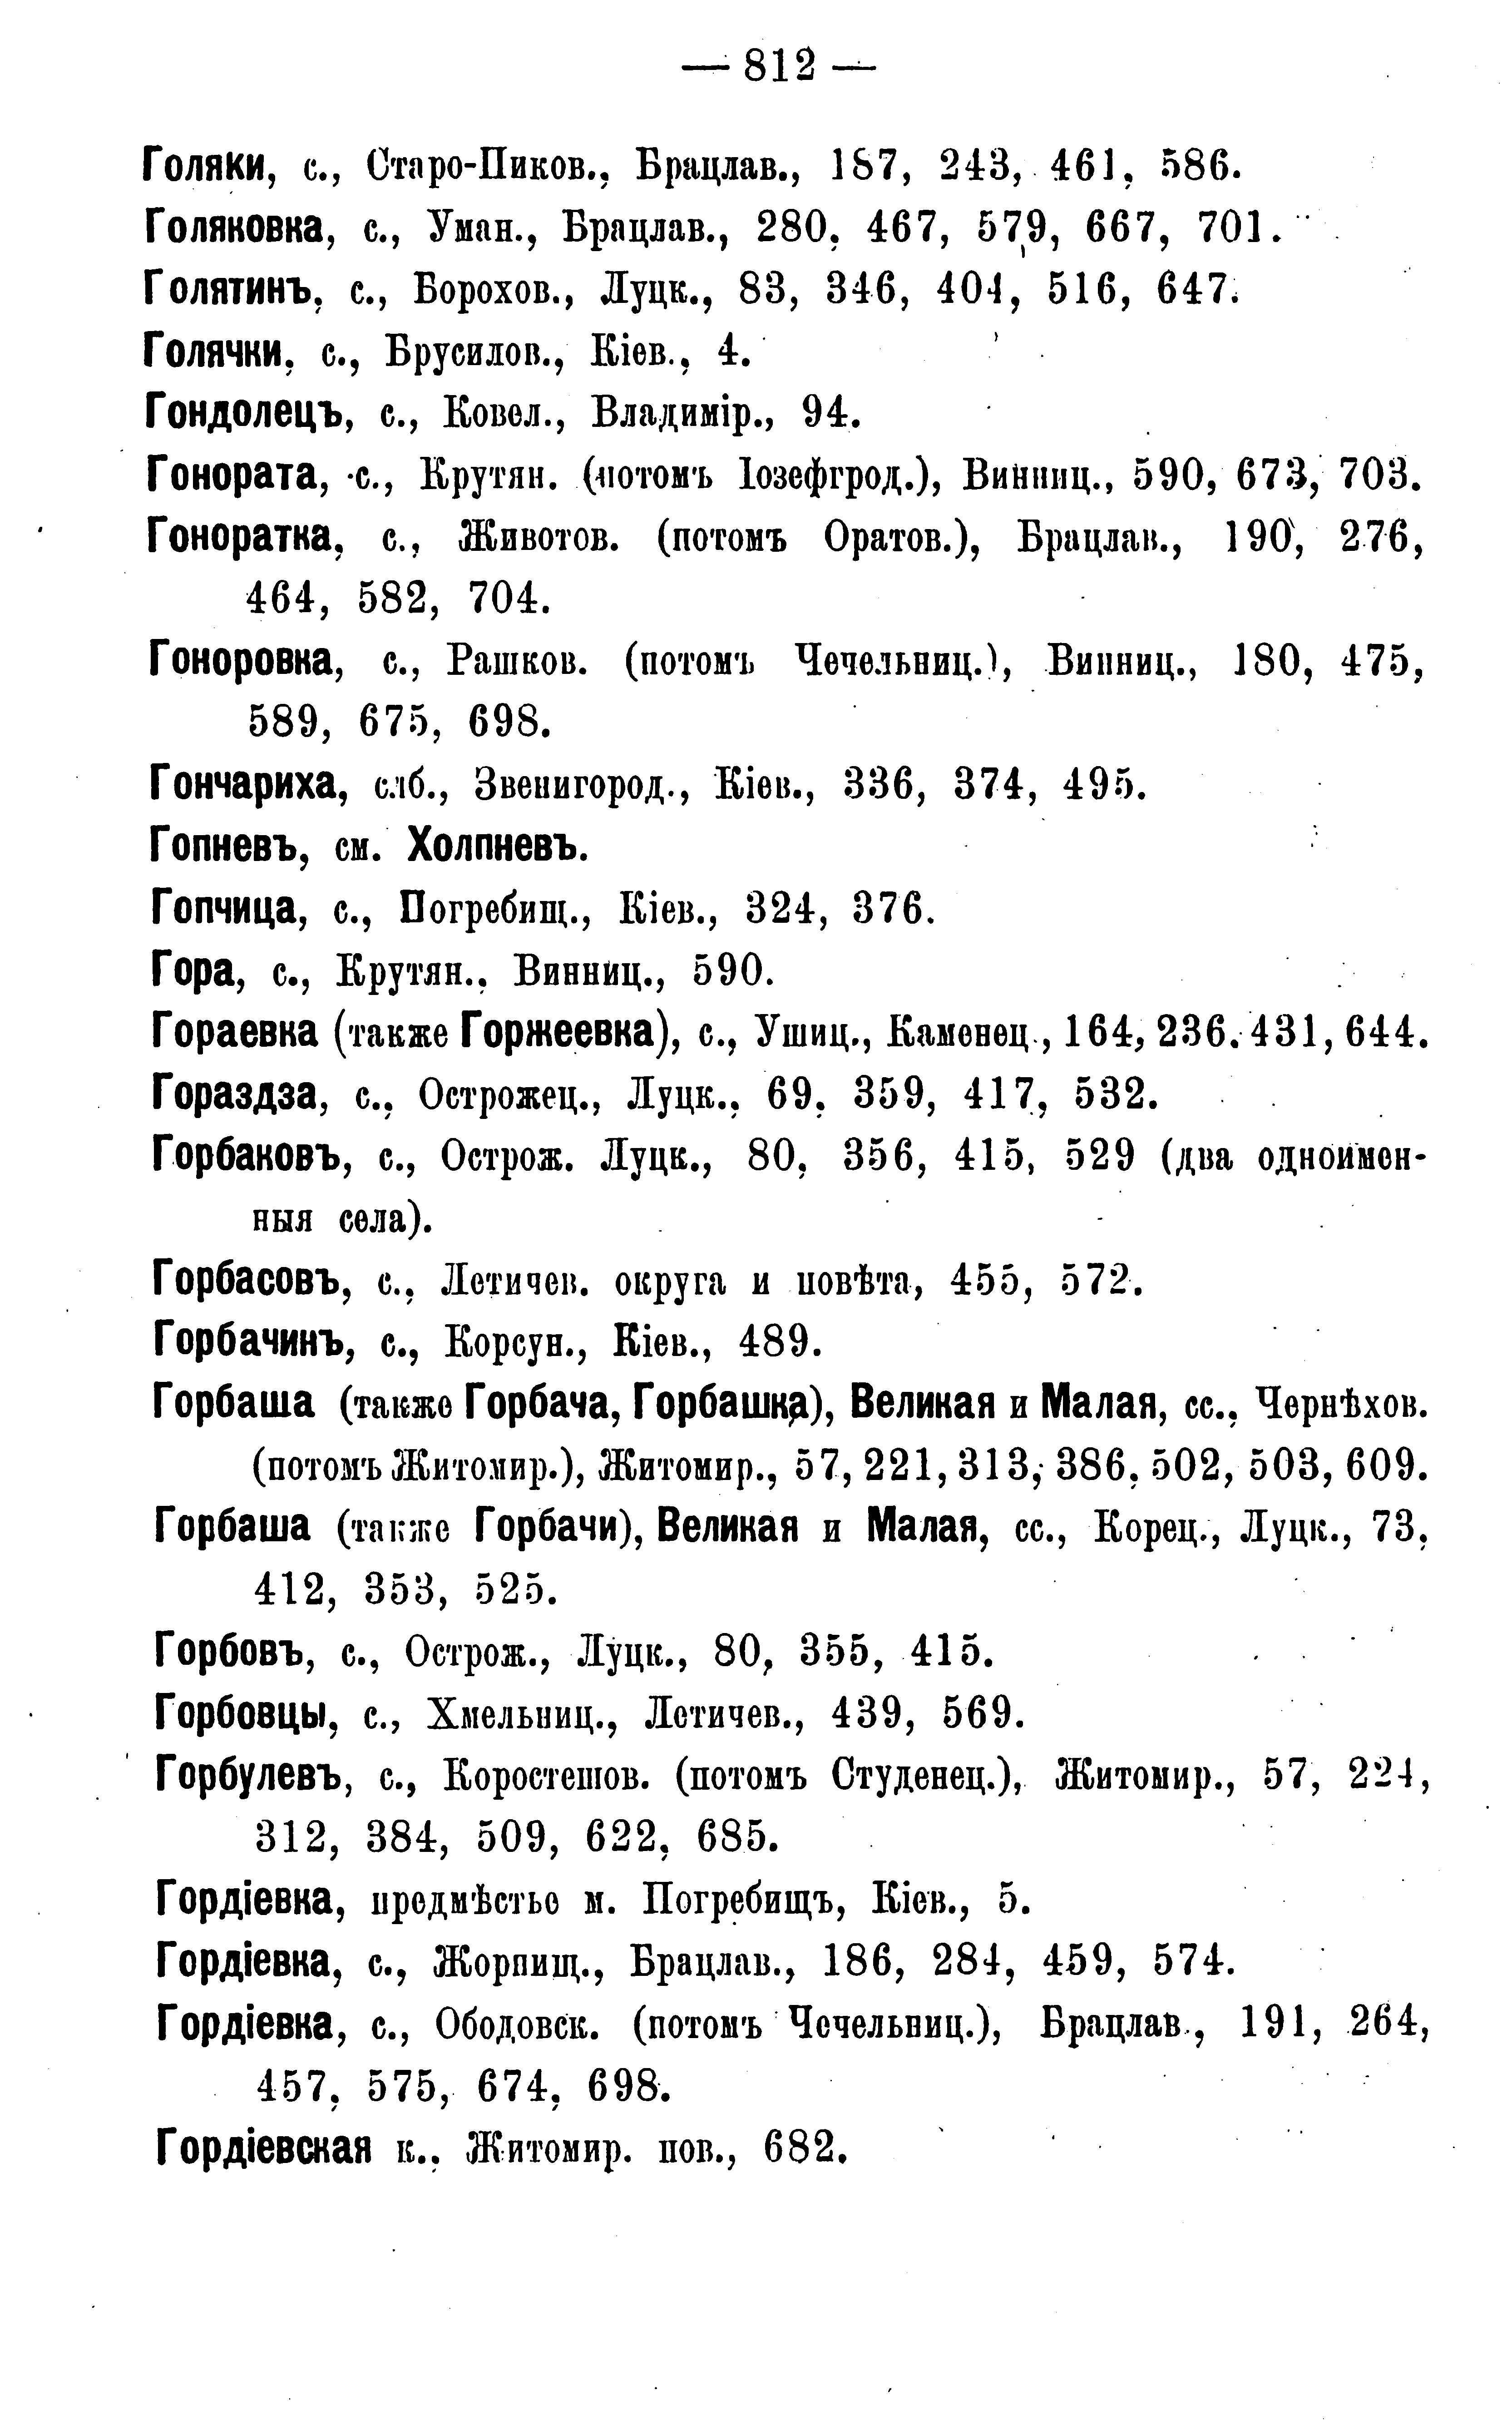 — 812 —
Голяки, с., Старо-Пиков., Брацлав., 187, 243, 461, 586.
Голяковка, с., Уман., Брацлав., 280, 467, 579, 667, 701.
Голятинъ, с., Борохов., Луцк., 83, 346, 404, 516, 647.
Голячки, с., Брусилов., Кіев., 4.
Гондолецъ, с., Ковел., Владимір., 94.
Гонората, с., Крутян. (потомъ Іозефгрод.), Винниц., 590, 673, 703.
Гоноратка, с., Животов. (потомъ Оратов.), Брацлав., 190, 276,
464, 582, 704.
Гоноровка, с., Рашков. (потомъ Чечельниц.), Винниц., 180, 475,
589, 675, 698.
Гончариха, слб., Звенигород., Кіев., 336, 374, 495.
Гопневъ, см. Холпневъ.
Гопчица, с., Погребищ., Кіев., 324, 376.
Гора, с., Крутян., Винниц., 590.
Гораевка (также Горжеевка), с., Ушиц., Каменец., 164, 236. 431, 644.
Гораздза, с., Острожец., Луцк., 69, 359, 417, 532.
Горбаковъ, с., Острож. Луцк., 80, 356, 415, 529 (два одноимен-
ныя села).
Горбасовъ, с., Летичев. округа и повѣта, 455, 572.
Горбачинъ, с., Корсун., Кіев., 489.
Горбаша (также Горбача, Горбашка), Великая и Малая, сс., Чернѣхов.
(потомъ Житомир.), Житомир., 57, 221, 313, 386, 502, 503, 609.
Горбаша (также Горбачи), Великая и Малая, сс., Корец., Луцк., 73,
412, 353, 525.
Горбовъ, с., Острож., Луцк., 80, 355, 415.
Горбовцы, с., Хмельниц., Летичев., 439, 569.
Горбулевъ, с., Коростешов. (потомъ Студенец.), Житомир., 57, 224,
312, 384, 509, 622, 685.
Гордіевка, предмѣстье м. Погребищъ, Кіев., 5.
Гордіевка, с., Жорнищ., Брацлав., 186, 284, 459, 574.
Гордіевка, с., Ободовск. (потомъ Чечельниц.), Брацлав., 191, 264,
457, 575, 674, 698.
Гордіевская к., Житомир. пов., 682.